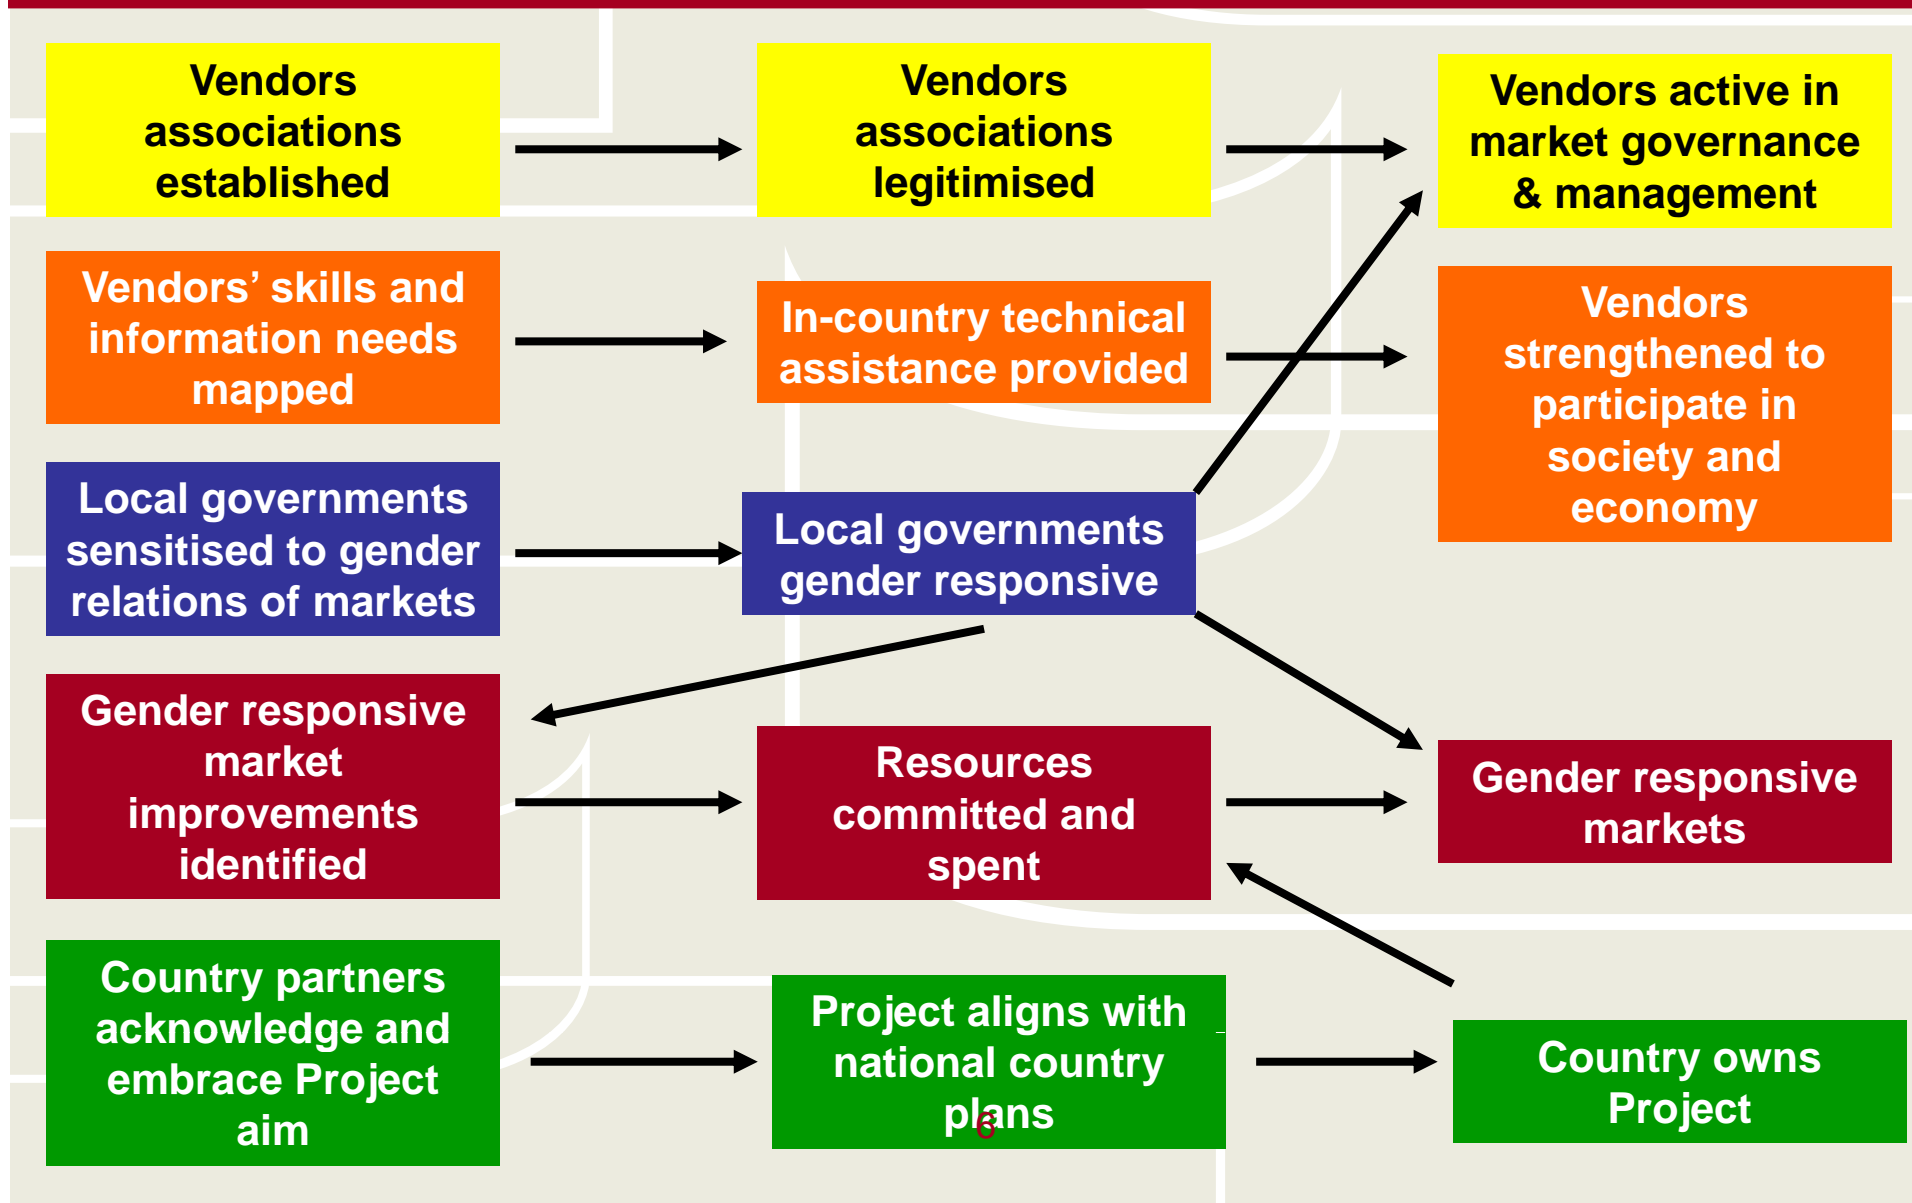 Vendors
associations
established
Vendors
associations
legitimised
Vendors active in
market governance
& management
Vendors’ skills and
information needs
mapped
In-country technical
assistance provided
Vendors
strengthened to
participate in
society and
economy
Local governments
sensitised to gender
relations of markets
Local governments
gender responsive
Gender responsive
market
improvements
identified
Resources
committed and
spent
Gender responsive
markets
Country partners
acknowledge and
embrace Project
aim
Project aligns with
national country
plans
Country owns
Project
6